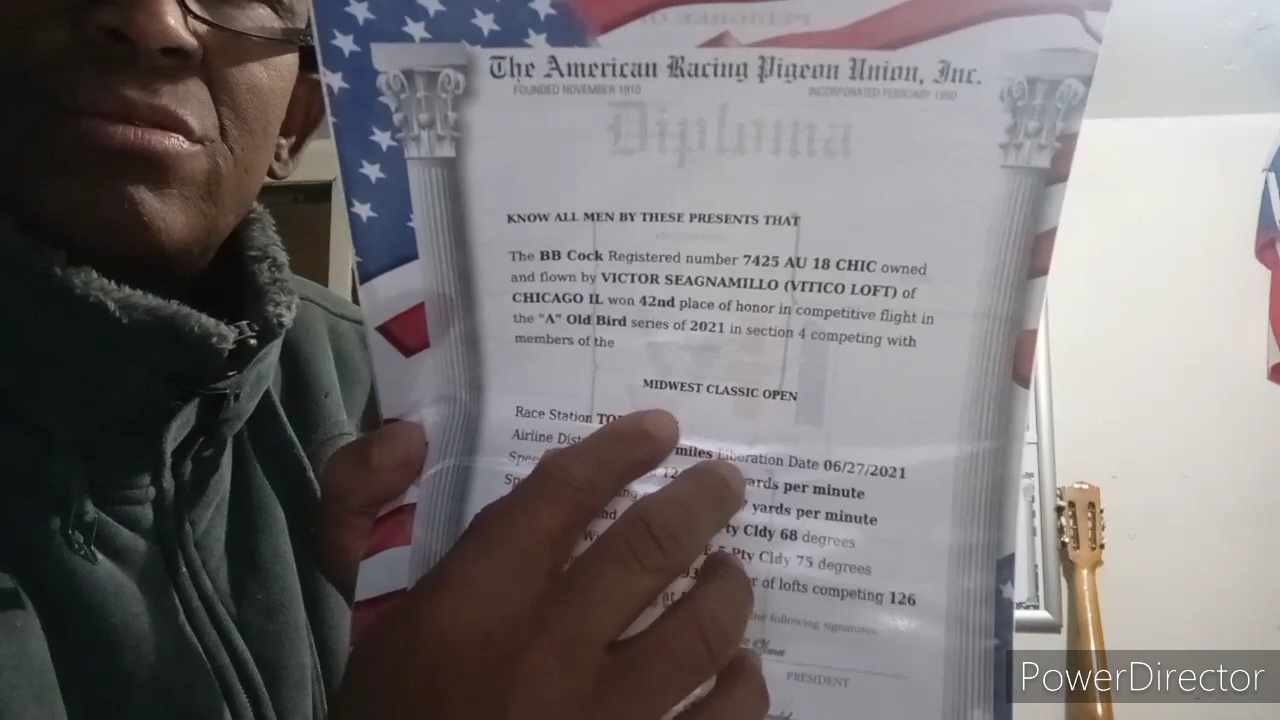 The American Racing Pigeon Union, Inc.
FOUNDED NOVEMBER 1910 INCORPORATED FEBRUARY 1950
Diploma
KNOW ALL MEN BY THESE PRESENTS THAT
The BB Cock Registered number 7425 AU 18 CHIC owned
and flown by VICTOR SEAGNAMILLO (VITICO LOFT) of
CHICAGO IL won 42nd place of honor in competitive flight in
the "A" Old Bird series of 2021 in section 4 competing with
members of the
MIDWEST CLASSIC OPEN
Race Station
Airline miles Liberation Date 06/27/2021
yards per minute
yards per minute
Cldy 68 degrees
Pty Cldy 75 degrees
of lofts competing 126
following signatures
PRESIDENT
PowerDirector